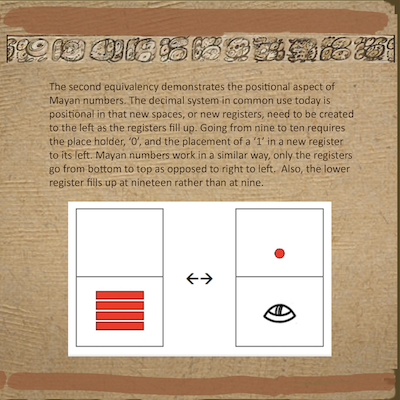 The second equivalency demonstrates the positional aspect of
Mayan numbers. The decimal system in common use today is
positional in that new spaces, or new registers, need to be created
to the left as the registers fill up. Going from nine to ten requires
the place holder, ‘0’, and the placement of a ‘1’ in a new register
to its left. Mayan numbers work in a similar way, only the registers
go from bottom to top as opposed to right to left.  Also, the lower
register fills up at nineteen rather than at nine.